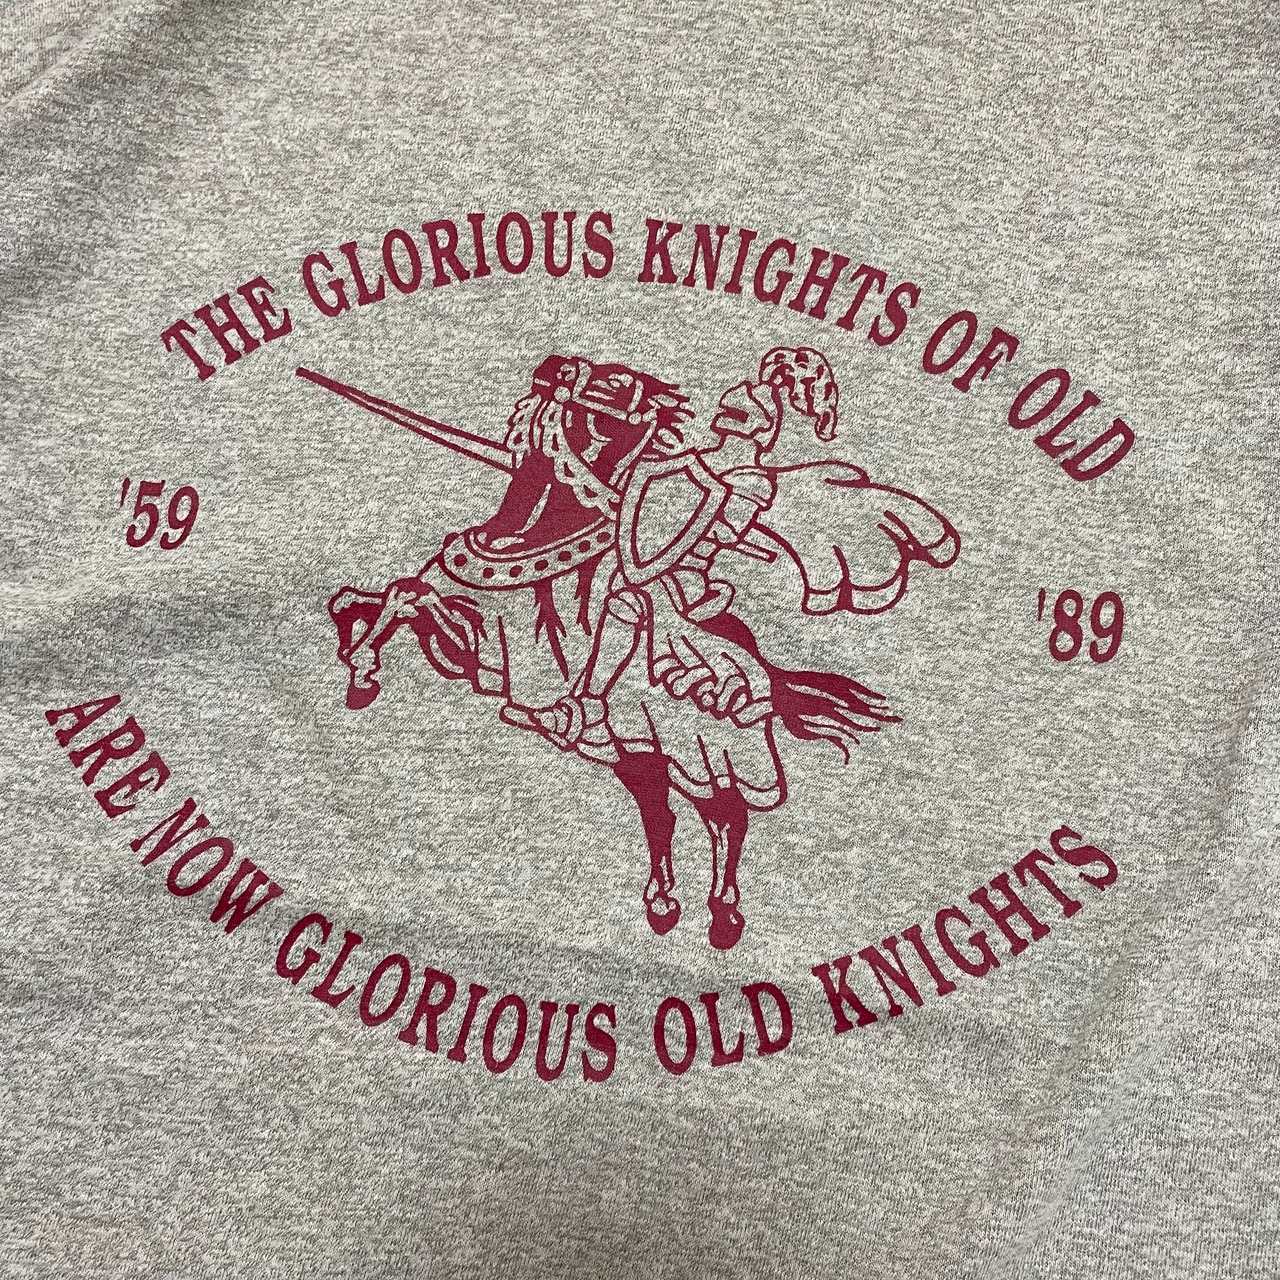 THE GLORIOUS KNIGHTS OF OLD
'59
'89
ARE NOW GLORIOUS OLD KNIGHTS